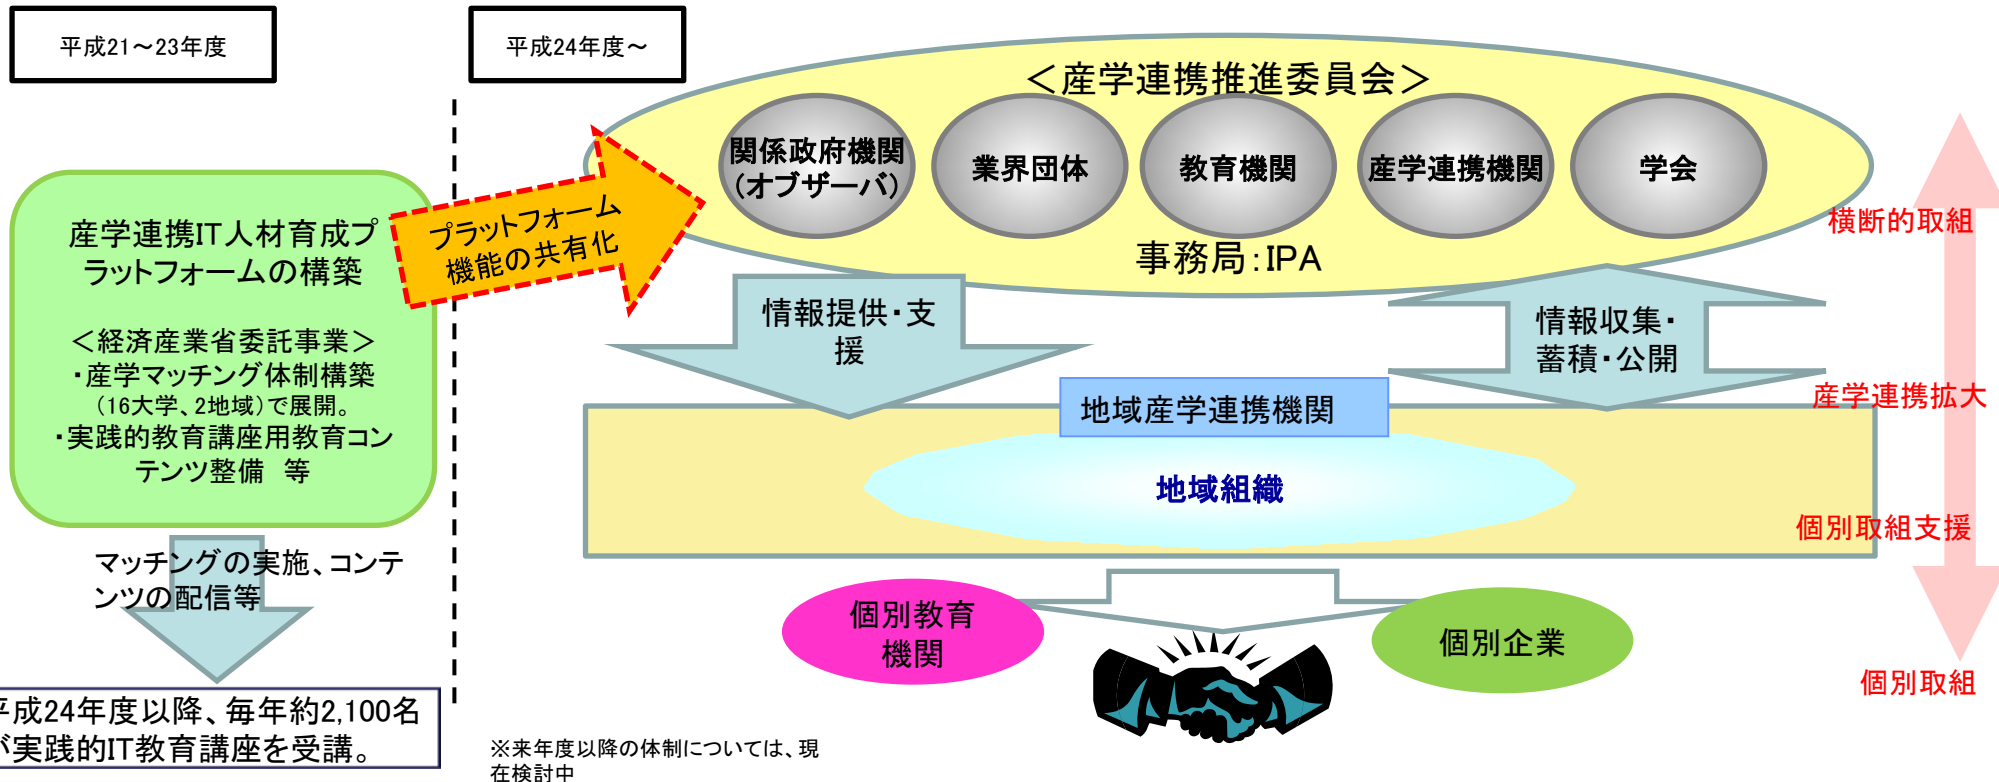 平成21～23年度
産学連携IT人材育成プ
ラットフォームの構築
＜経済産業省委託事業＞
・産学マッチング体制構築
（16大学、2地域）で展開。
・実践的教育講座用教育コン
テンツ整備　等
マッチングの実施、コンテ
ンツの配信等
平成24年度以降、毎年約2,100名
が実践的IT教育講座を受講。
プラットフォーム
機能の共有化
平成24年度～
＜産学連携推進委員会＞
関係政府機関
（オブザーバ）
業界団体
教育機関
産学連携機関
学会
事務局：IPA
情報提供・支
援
情報収集・
蓄積・公開
地域産学連携機関
地域組織
個別教育
機関
個別企業
横断的取組
産学連携拡大
個別取組支援
個別取組
※来年度以降の体制については、現
在検討中